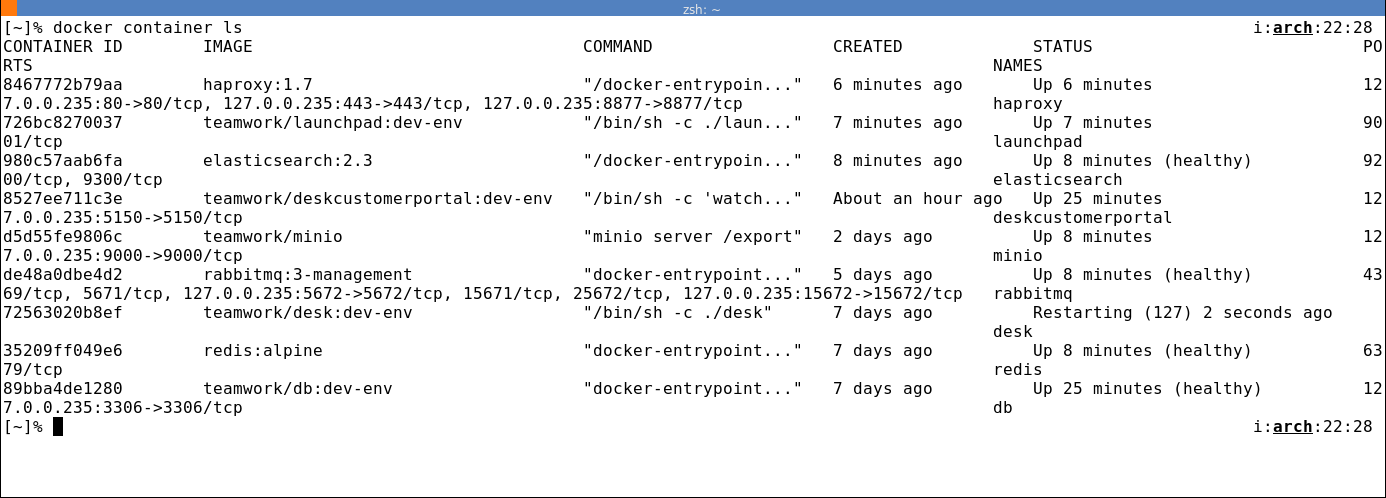 zsh: ~
[~]% docker container ls i:arch:22:28
CONTAINER ID IMAGE COMMAND CREATED STATUS PO
RTS NAMES
8467772b79aa haproxy:1.7 "/docker-entrypoin..." 6 minutes ago Up 6 minutes 12
7.0.0.235:80->80/tcp, 127.0.0.235:443->443/tcp, 127.0.0.235:8877->8877/tcp haproxy
726bc8270037 teamwork/launchpad:dev-env "/bin/sh -c ./laun..." 7 minutes ago Up 7 minutes 90
01/tcp launchpad
980c57aab6fa elasticsearch:2.3 "/docker-entrypoin..." 8 minutes ago Up 8 minutes (healthy) 92
00/tcp, 9300/tcp elasticsearch
8527ee711c3e teamwork/deskcustomerportal:dev-env "/bin/sh -c 'watch..." About an hour ago Up 25 minutes 12
7.0.0.235:5150->5150/tcp deskcustomerportal
d5d55fe9806c teamwork/minio "minio server /export" 2 days ago Up 8 minutes 12
7.0.0.235:9000->9000/tcp minio
de48a0dbe4d2 rabbitmq:3-management "docker-entrypoint..." 5 days ago Up 8 minutes (healthy) 43
69/tcp, 5671/tcp, 127.0.0.235:5672->5672/tcp, 15671/tcp, 25672/tcp, 127.0.0.235:15672->15672/tcp rabbitmq
72563020b8ef teamwork/desk:dev-env "/bin/sh -c ./desk" 7 days ago Restarting (127) 2 seconds ago
desk
35209ff049e6 redis:alpine "docker-entrypoint..." 7 days ago Up 8 minutes (healthy) 63
79/tcp redis
89bba4de1280 teamwork/db:dev-env "docker-entrypoint..." 7 days ago Up 25 minutes (healthy) 12
7.0.0.235:3306->3306/tcp db
[~]% i:arch:22:28